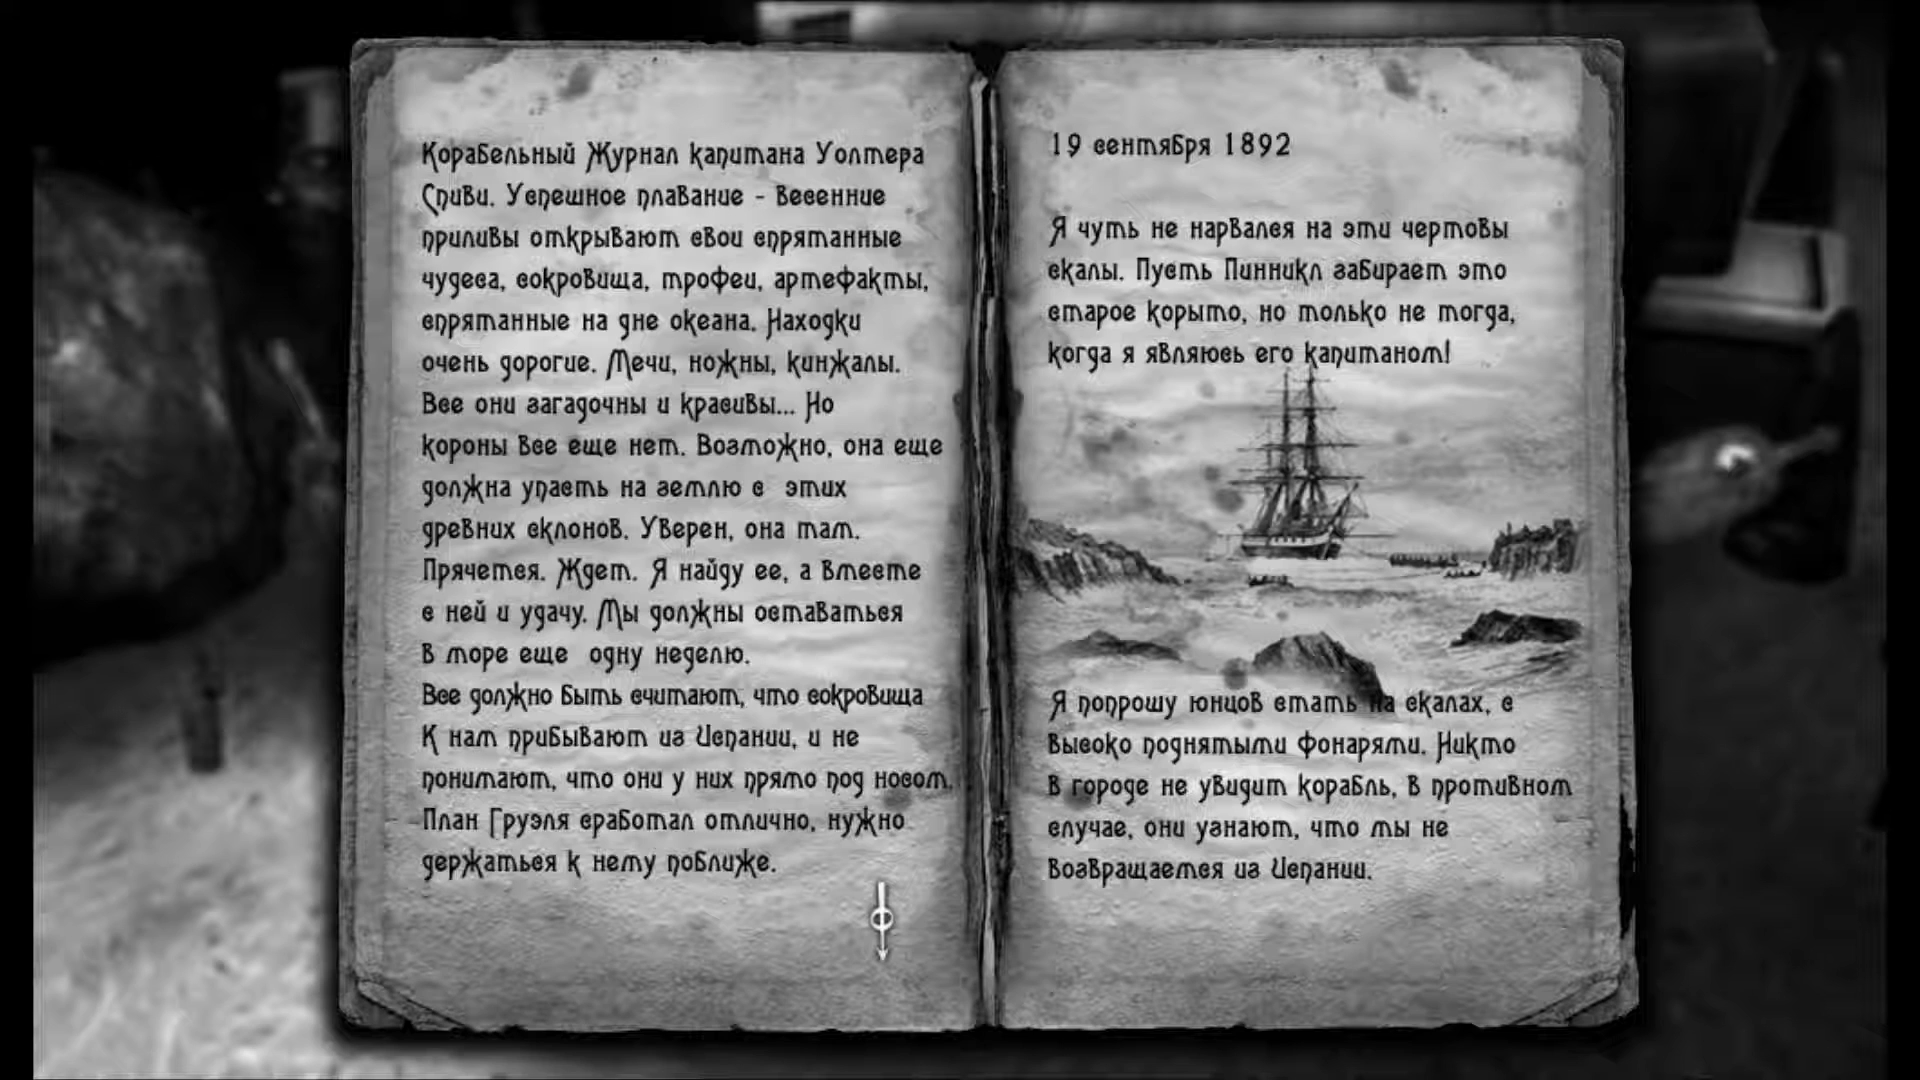 Корабельный Журнал капитана Уолтера
Спиви. Успешное плавание - весенние
приливы открывают свои спрятанные
чудеса, сокровища, трофеи, артефакты,
спрятанные на дне океана. Находки
очень дорогие. Мечи, ножны, кинжалы.
Все они загадочны и красивы... Но
короны все еще нет. Возможно, она еще
должна упасть на землю с этих
древних склонов. Уверен, она там.
Прячется. Ждет. Я найду ее, а вместе
с ней и удачу. Мы должны оставаться
в море еще одну неделю.
Все должно быть считают, что сокровища
К нам прибывают из Испании, и не
понимают, что они у них прямо под носом.
План Груэля сработал отлично, нужно
держаться к нему поближе.
19 сентября 1892
Я чуть не нарвался на эти чертовы
скалы. Пусть Пинникл забирает это
старое корыто, но только не тогда,
когда я являюсь его капитаном!
Я попрошу юнцов стать на скалах, с
высоко поднятыми фонарями. Никто
в городе не увидит корабль, в противном
случае, они узнают, что мы не
возвращаемся из Испании.